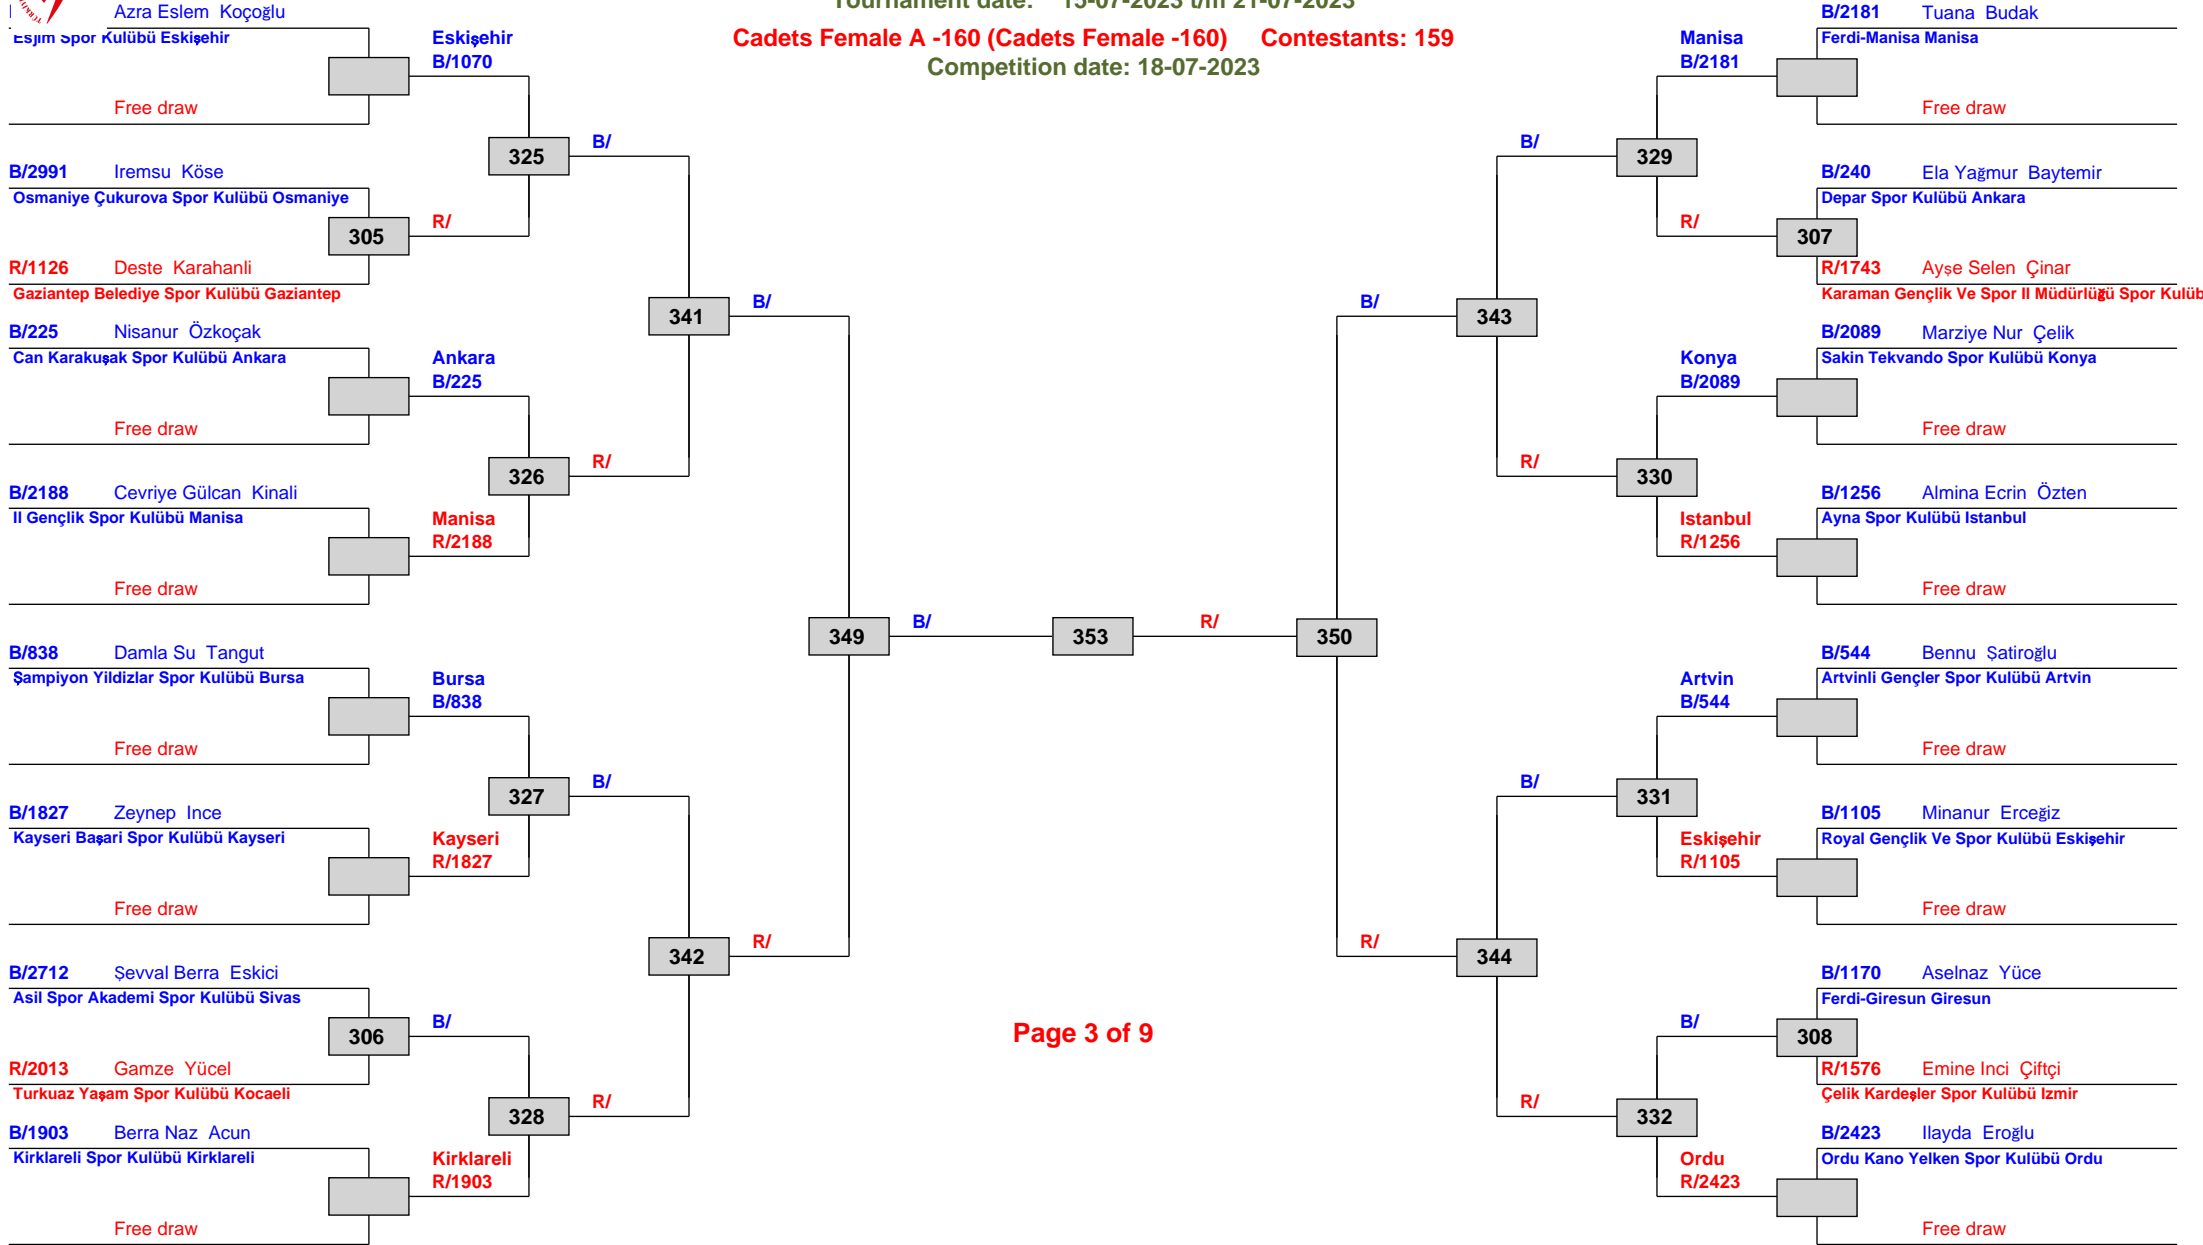 Tournament date: 15-07-2023 t/m 21-07-2023
Cadets Female A -160 (Cadets Female -160) Contestants: 159
Competition date: 18-07-2023
Azra Eslem Koçoğlu
Esjim Spor Kulübü Eskişehir
Free draw
Eskişehir
B/1070
B/2991 Iremsu Köse
Osmaniye Çukurova Spor Kulübü Osmaniye
305
R/1126 Deste Karahanli
Gaziantep Belediye Spor Kulübü Gaziantep
R/
325
B/
B/225 Nisanur Özkoçak
Can Karakuşak Spor Kulübü Ankara
Free draw
Ankara
B/225
B/2188 Cevriye Gülcan Kinali
Il Gençlik Spor Kulübü Manisa
Free draw
Manisa
R/2188
326
R/
341
B/
B/838 Damla Su Tangut
Şampiyon Yildizlar Spor Kulübü Bursa
Free draw
Bursa
B/838
B/1827 Zeynep Ince
Kayseri Başari Spor Kulübü Kayseri
Free draw
Kayseri
R/1827
327
B/
B/2712 Şevval Berra Eskici
Asil Spor Akademi Spor Kulübü Sivas
306
R/2013 Gamze Yücel
Turkuaz Yaşam Spor Kulübü Kocaeli
B/
B/1903 Berra Naz Acun
Kirklareli Spor Kulübü Kirklareli
Free draw
Kirklareli
R/1903
328
R/
342
R/
349
B/
353
R/
350
B/
343
B/
329
Manisa
B/2181
B/2181 Tuana Budak
Ferdi-Manisa Manisa
Free draw
R/
B/240 Ela Yağmur Baytemir
Depar Spor Kulübü Ankara
307
R/1743 Ayşe Selen Çinar
Karaman Gençlik Ve Spor Il Müdürlüğü Spor Kulüb
R/
330
Konya
B/2089
B/2089 Marziye Nur Çelik
Sakin Tekvando Spor Kulübü Konya
Free draw
Istanbul
R/1256
B/1256 Almina Ecrin Özten
Ayna Spor Kulübü Istanbul
Free draw
R/
344
B/
331
Artvin
B/544
B/544 Bennu Şatiroğlu
Artvinli Gençler Spor Kulübü Artvin
Free draw
Eskişehir
R/1105
B/1105 Minanur Erceğiz
Royal Gençlik Ve Spor Kulübü Eskişehir
Free draw
R/
332
B/
B/1170 Aselnaz Yüce
Ferdi-Giresun Giresun
308
R/1576 Emine Inci Çiftçi
Çelik Kardeşler Spor Kulübü Izmir
Ordu
R/2423
B/2423 Ilayda Eroğlu
Ordu Kano Yelken Spor Kulübü Ordu
Free draw
Page 3 of 9